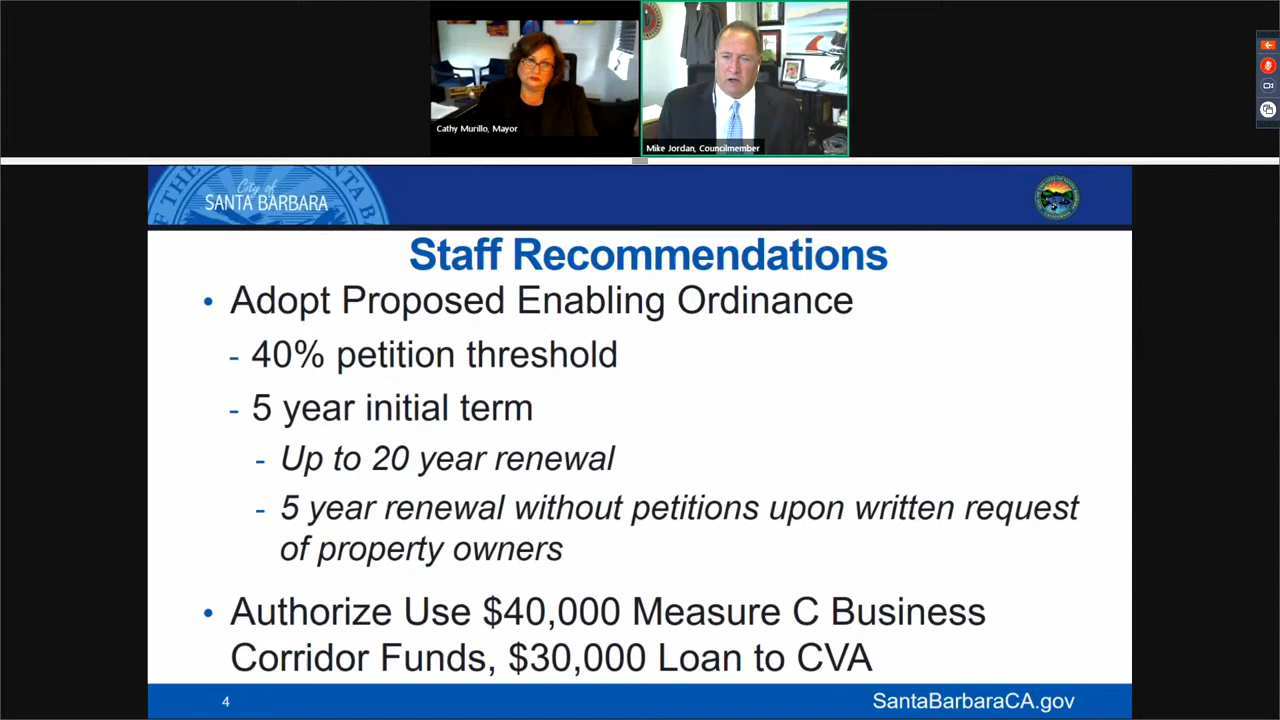 Cathy Murillo, Mayor
Mike Jordan, Councilmember
City of
SANTA BARBARA
Staff Recommendations
• Adopt Proposed Enabling Ordinance
- 40% petition threshold
- 5 year initial term
- Up to 20 year renewal
- 5 year renewal without petitions upon written request
of property owners
• Authorize Use $40,000 Measure C Business
Corridor Funds, $30,000 Loan to CVA
4
SantaBarbaraCA.gov